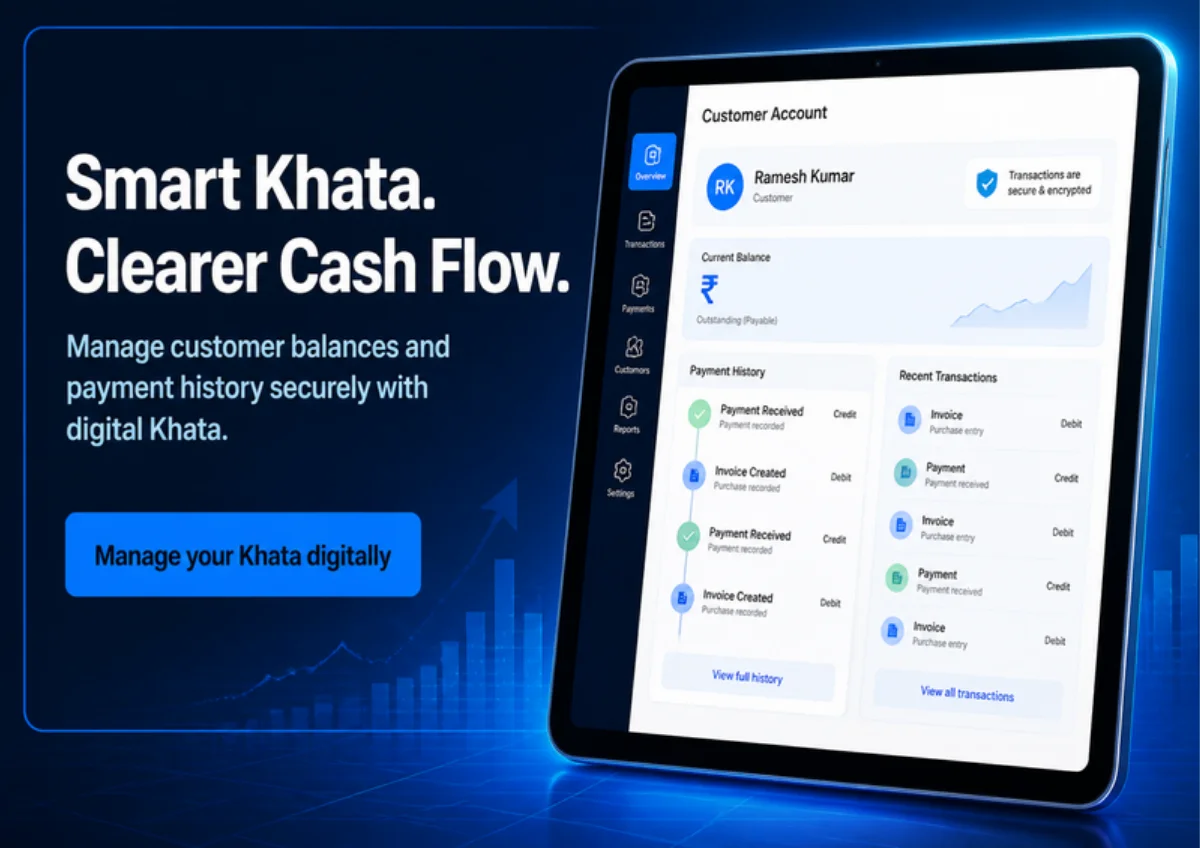 Smart Khata.
Clearer Cash Flow.
Manage customer balances and
payment history securely with
digital Khata.
Manage your Khata digitally
Overview
Transactions
Payments
Customers
Reports
Settings
Customer Account
RK
Ramesh Kumar
Customer
Transactions are
secure & encrypted
Current Balance
₹
Outstanding (Payable)
Payment History
Payment Received
Credit
Payment recorded
Invoice Created
Debit
Purchase recorded
Payment Received
Credit
Payment recorded
Invoice Created
Debit
Purchase recorded
View full history
Recent Transactions
Invoice
Debit
Purchase entry
Payment
Credit
Payment received
Invoice
Debit
Purchase entry
Payment
Credit
Payment received
Invoice
Debit
Purchase entry
View all transactions